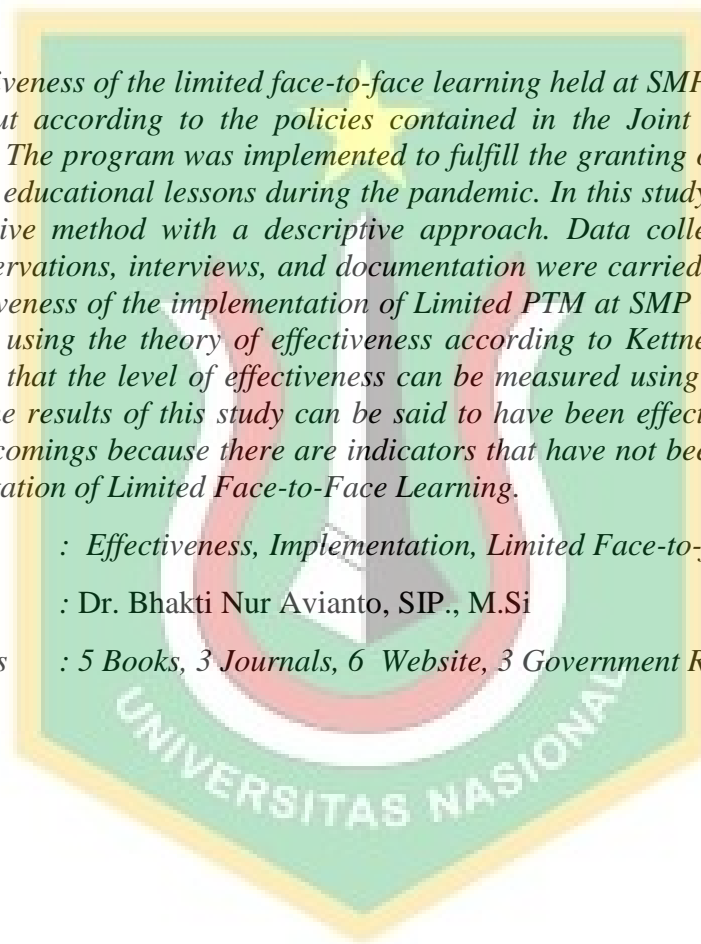 iveness of the limited face-to-face learning held at SMP
ut according to the policies contained in the Joint
The program was implemented to fulfill the granting o
educational lessons during the pandemic. In this study
ive method with a descriptive approach. Data colle
ervations, interviews, and documentation were carried
iveness of the implementation of Limited PTM at SMP
using the theory of effectiveness according to Kettne
that the level of effectiveness can be measured using
e results of this study can be said to have been effect
comings because there are indicators that have not bee
tation of Limited Face-to-Face Learning.
: Effectiveness, Implementation, Limited Face-to-
: Dr. Bhakti Nur Avianto, SIP., M.Si
s : 5 Books, 3 Journals, 6 Website, 3 Government R
UNIVERSITAS NASIONAL